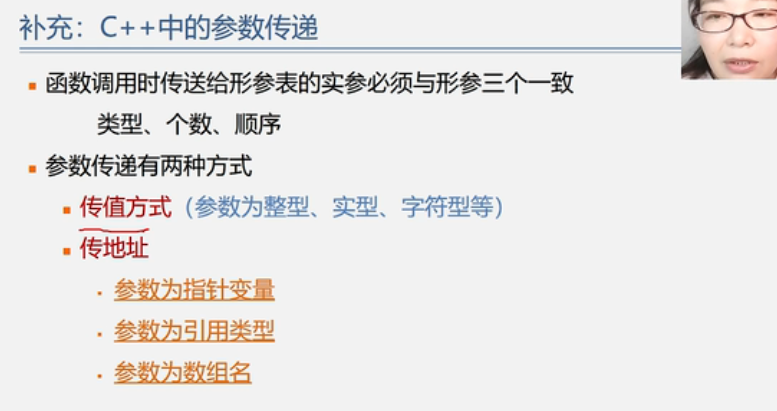 补充：C++中的参数传递
函数调用时传送给形参表的实参必须与形参三个一致
类型、个数、顺序
参数传递有两种方式
传值方式（参数为整型、实型、字符型等）
传地址
参数为指针变量
参数为引用类型
参数为数组名